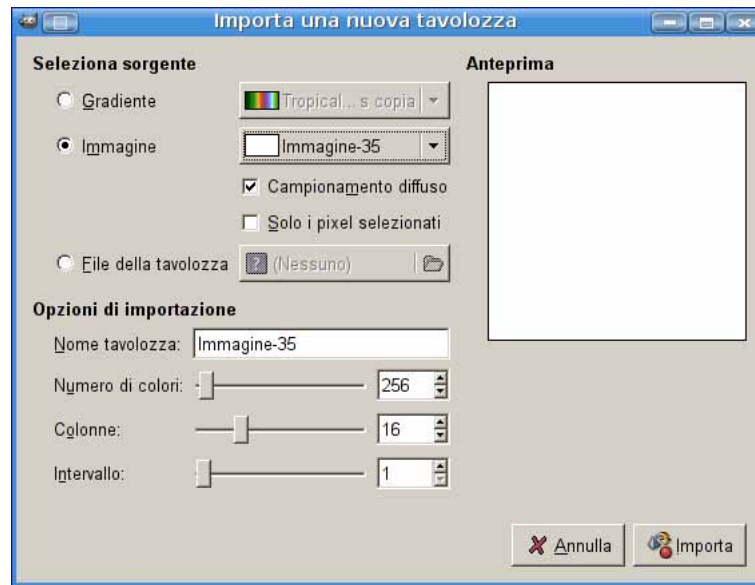 Importa una nuova tavolozza
Seleziona sorgente
Anteprima
Gradiente
Tropical... s copia
Immagine
Immagine-35
Campionamento diffuso
Solo i pixel selezionati
File della tavolozza
? (Nessuno)
Opzioni di importazione
Nome tavolozza: Immagine-35
Numero di colori: 256
Colonne: 16
Intervallo: 1
Annulla
Importa